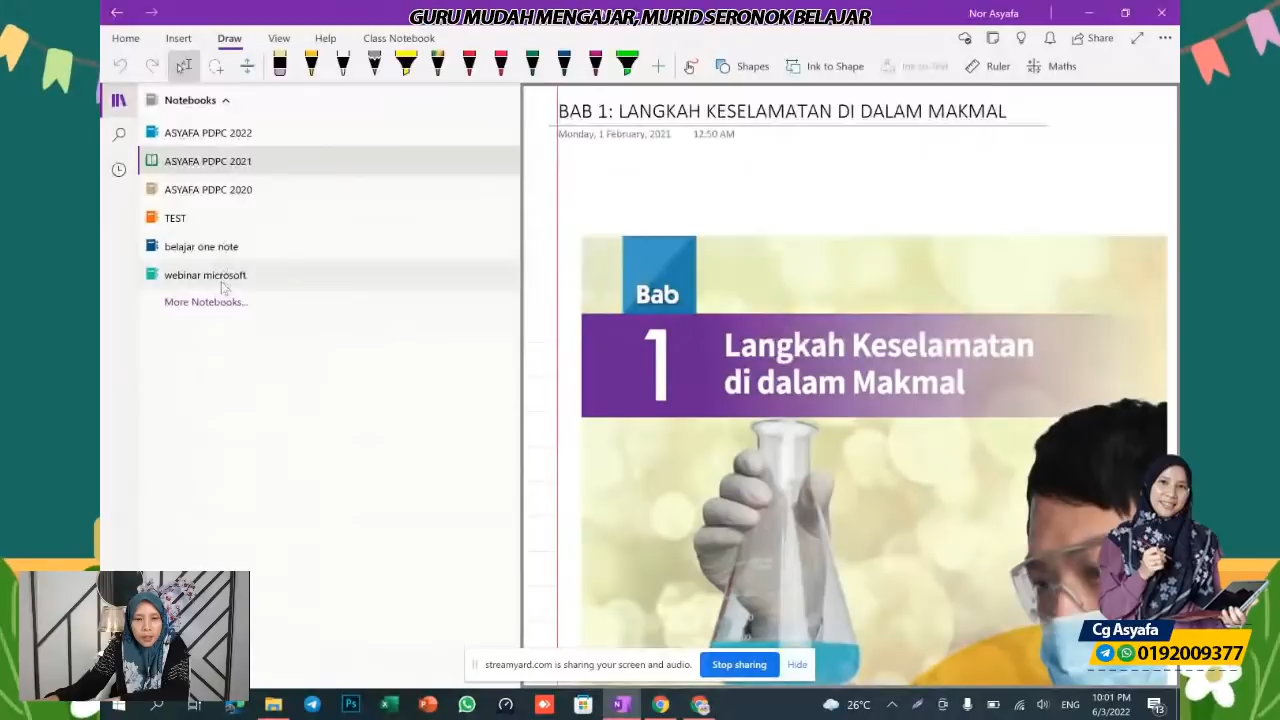 GURU MUDAH MENGAJAR, MURID SERONOK BELAJAR
Nor Asyafa
Home Insert Draw View Help Class Notebook
Share
Shapes Ink to Shape Ink to Text Ruler Maths
Notebooks
ASYAFA PDPC 2022
ASYAFA PDPC 2021
ASYAFA PDPC 2020
TEST
belajar one note
webinar microsoft
More Notebooks...
BAB 1: LANGKAH KESELAMATAN DI DALAM MAKMAL
Monday, 1 February, 2021 12:50 AM
Bab
1
Langkah Keselamatan
di dalam Makmal
Cg Asyafa
0192009377
streamyard.com is sharing your screen and audio. Stop sharing Hide
26°C ENG 10:01 PM
6/3/2022
13